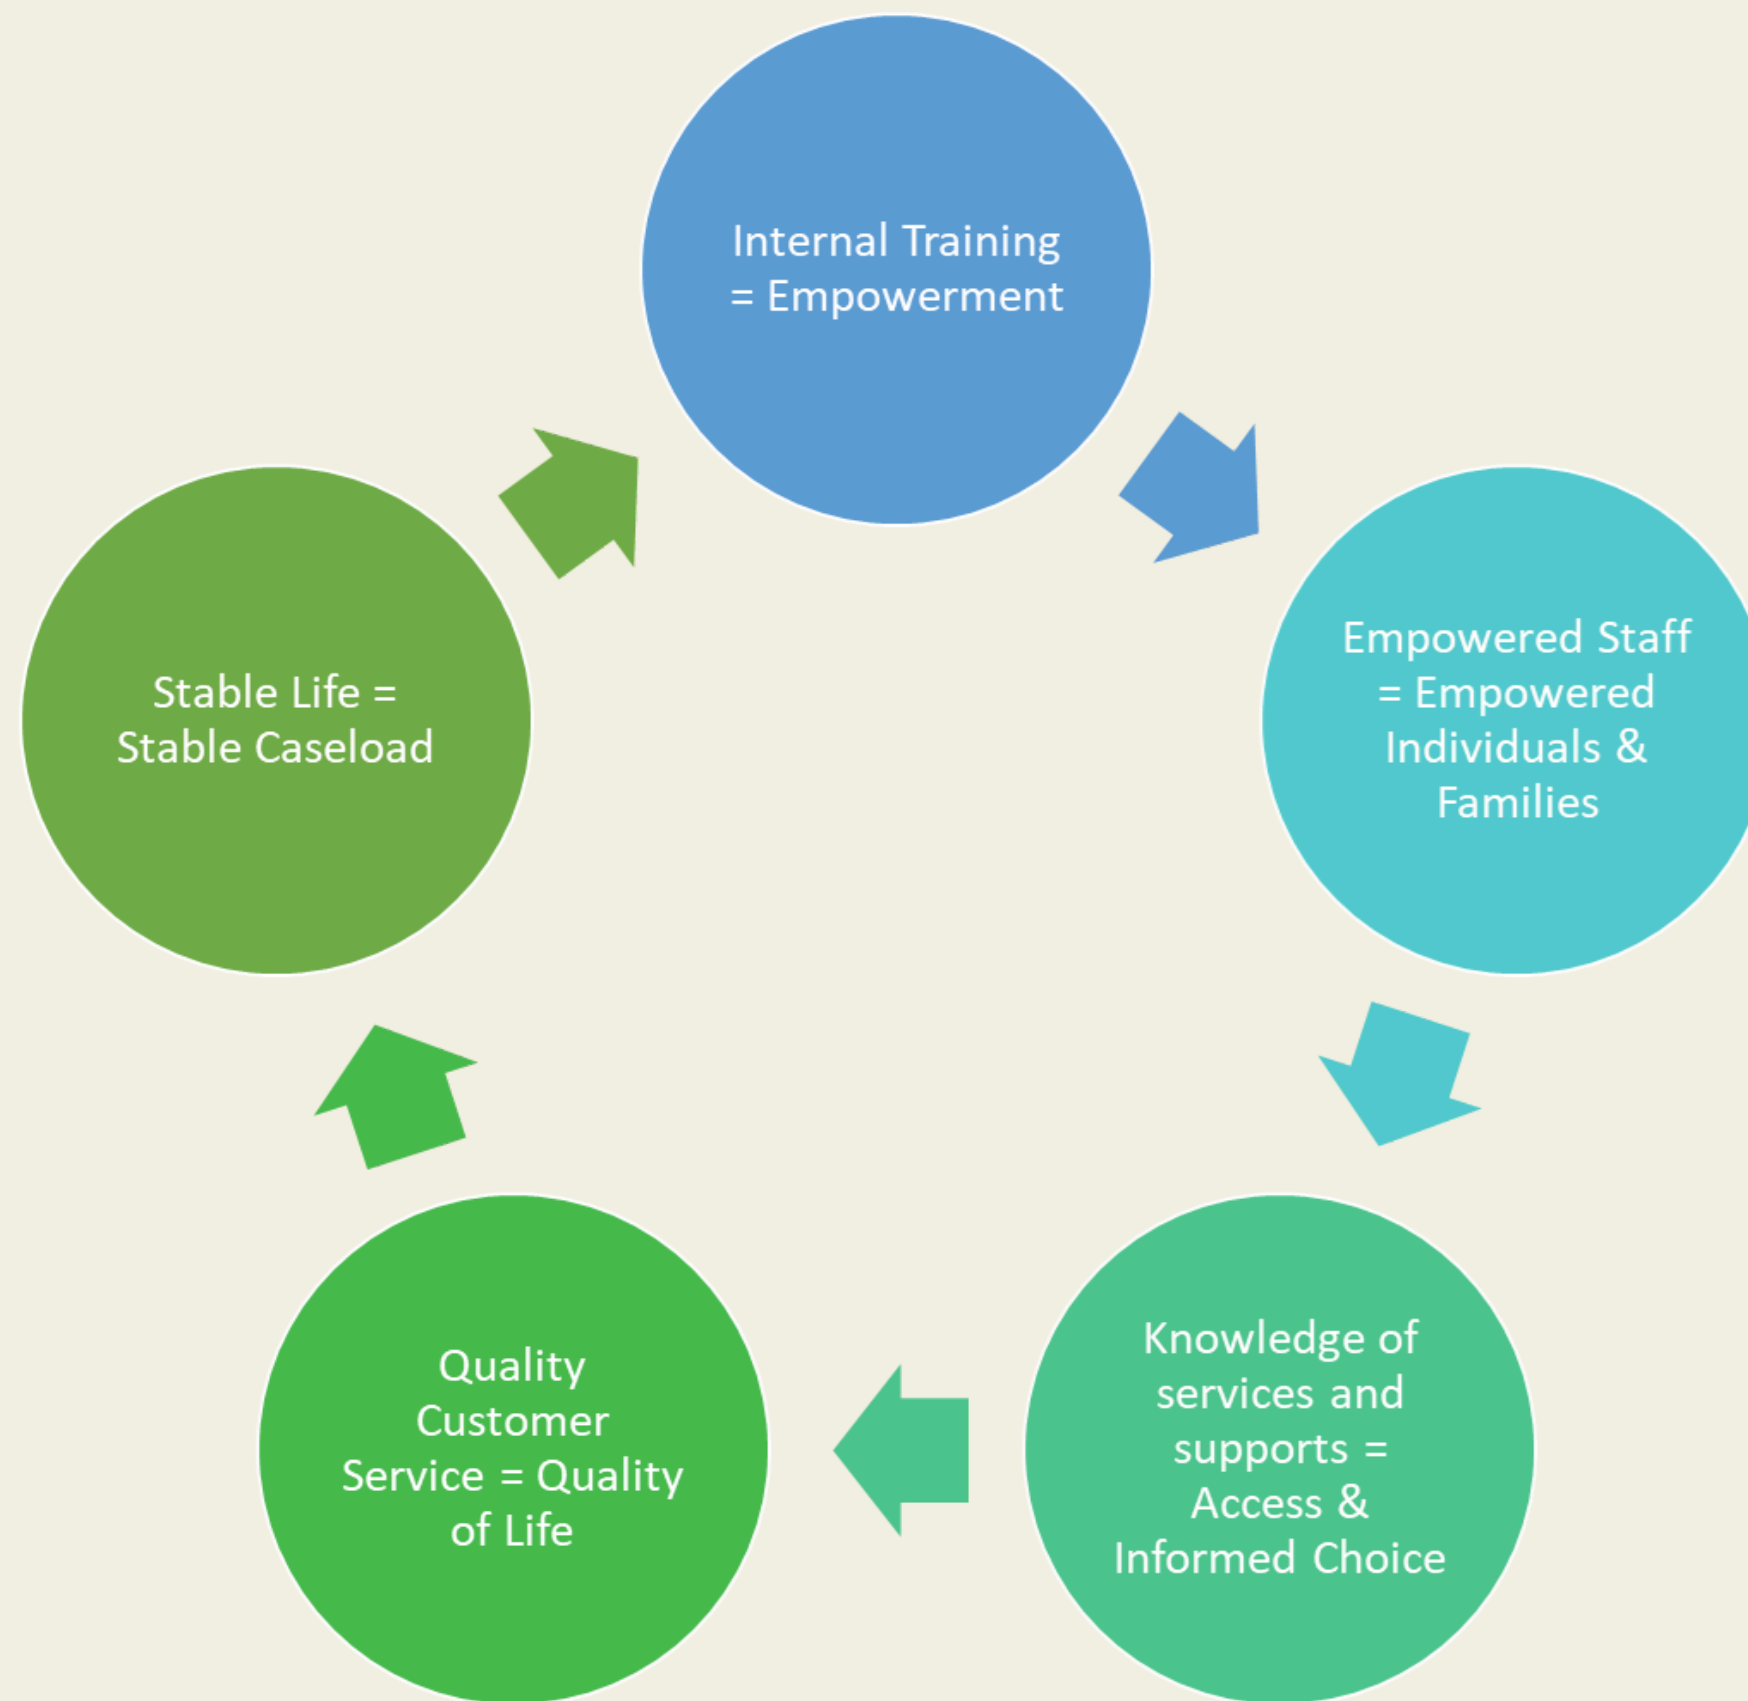 Internal Training
= Empowerment
Empowered Staff
= Empowered
Individuals &
Families
Knowledge of
services and
supports =
Access &
Informed Choice
Quality
Customer
Service = Quality
of Life
Stable Life =
Stable Caseload